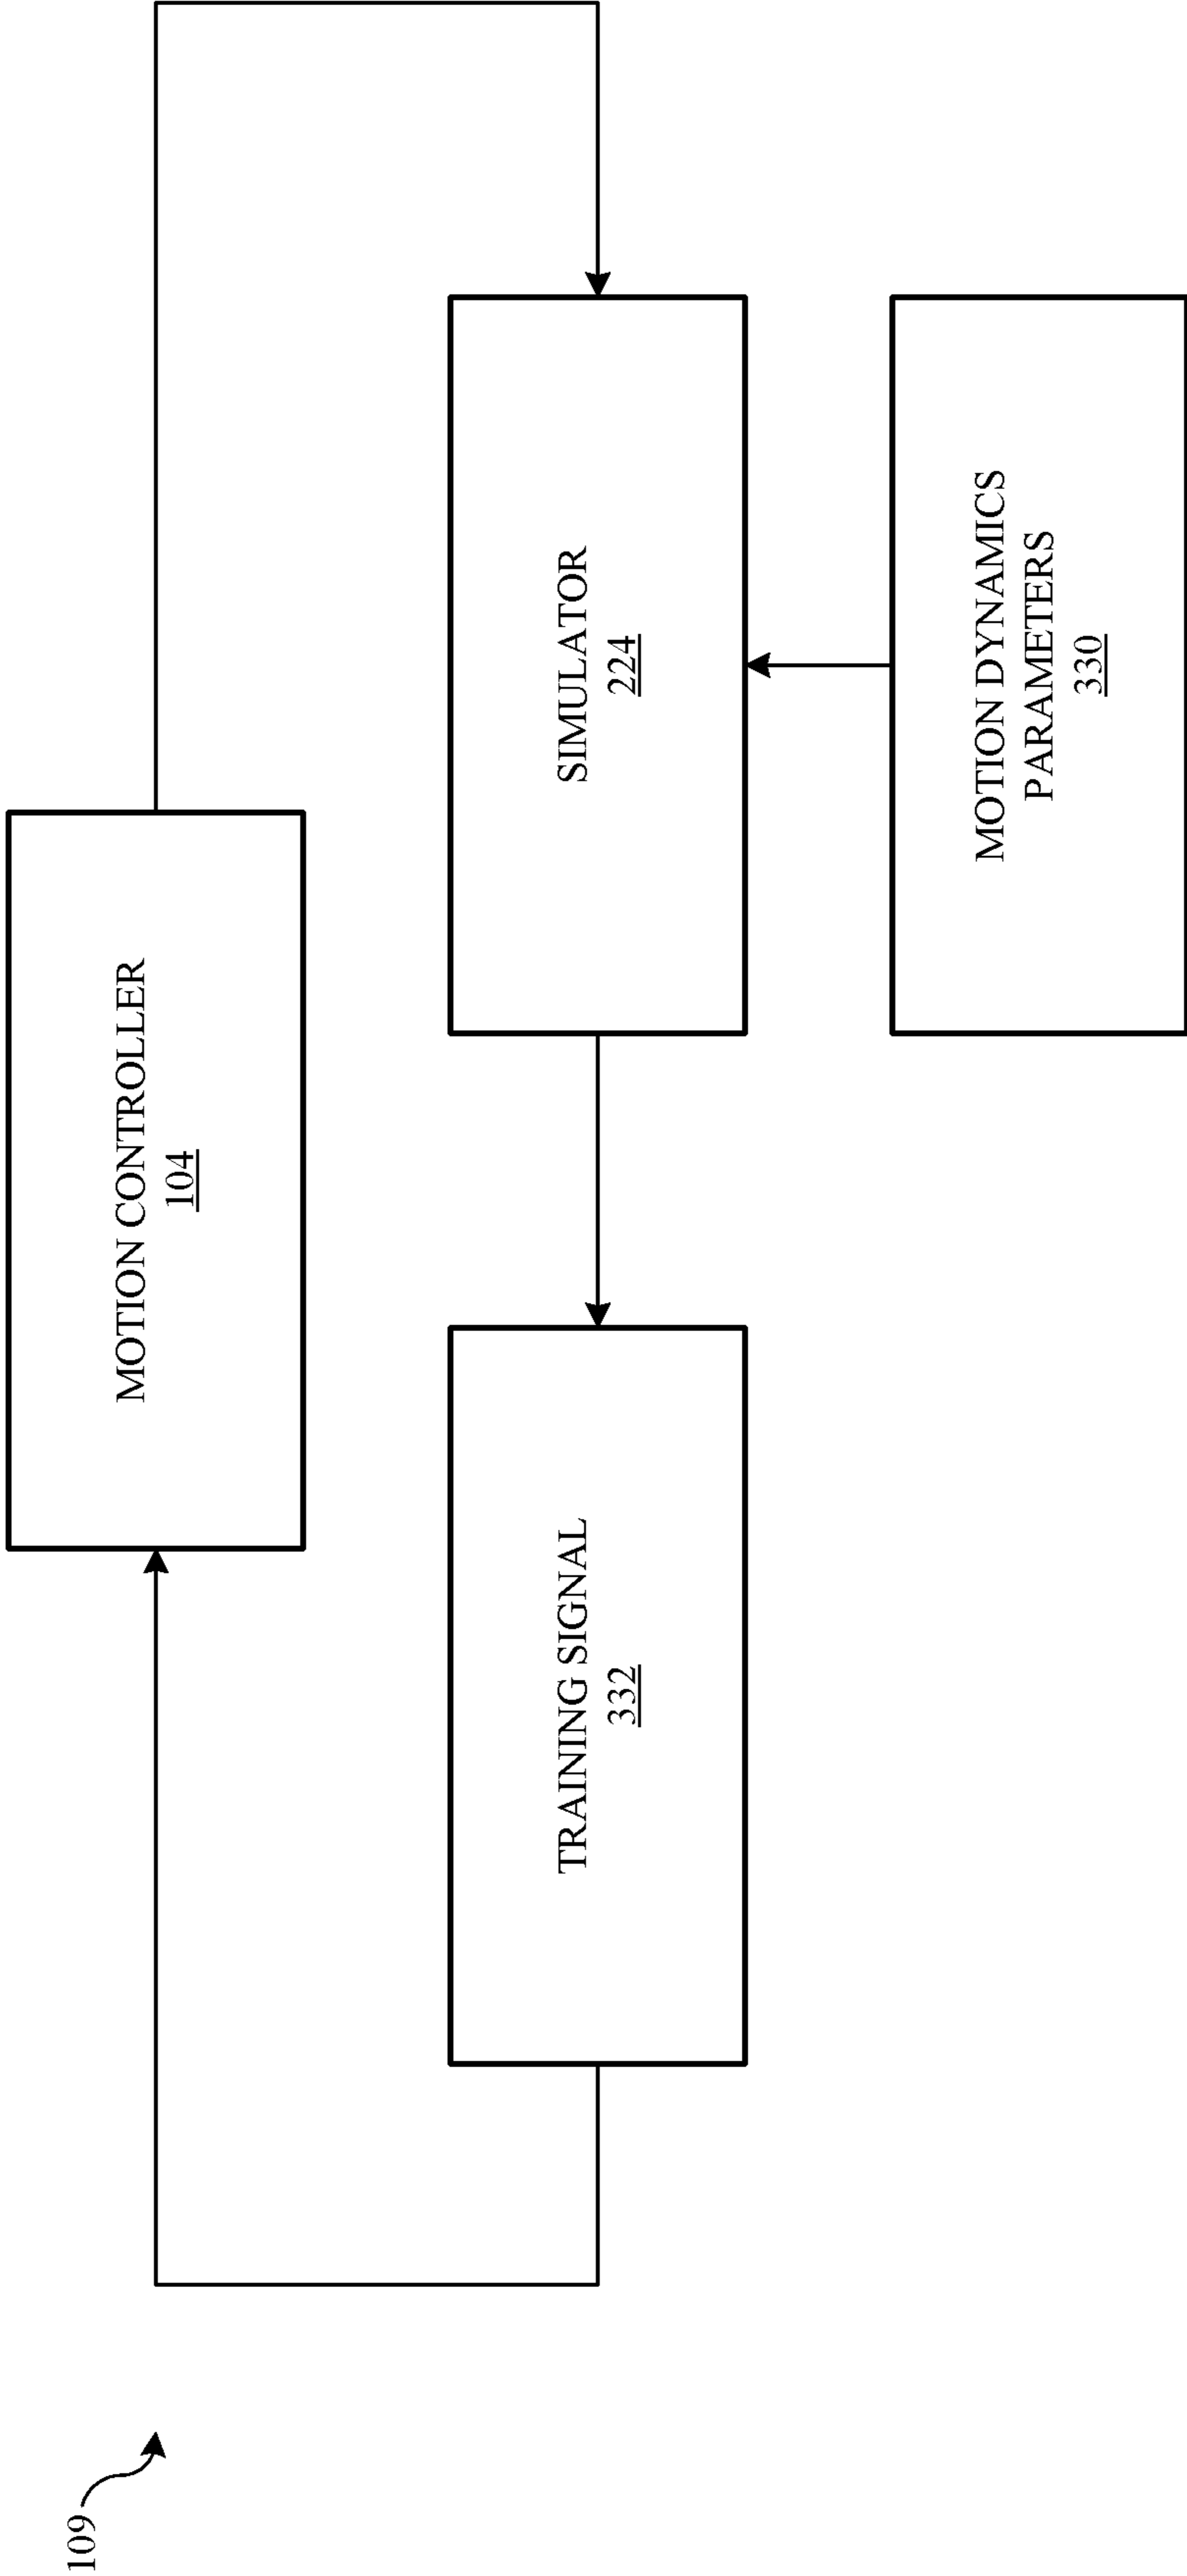 109
MOTION CONTROLLER
104
TRAINING SIGNAL
332
SIMULATOR
224
MOTION DYNAMICS
PARAMETERS
330